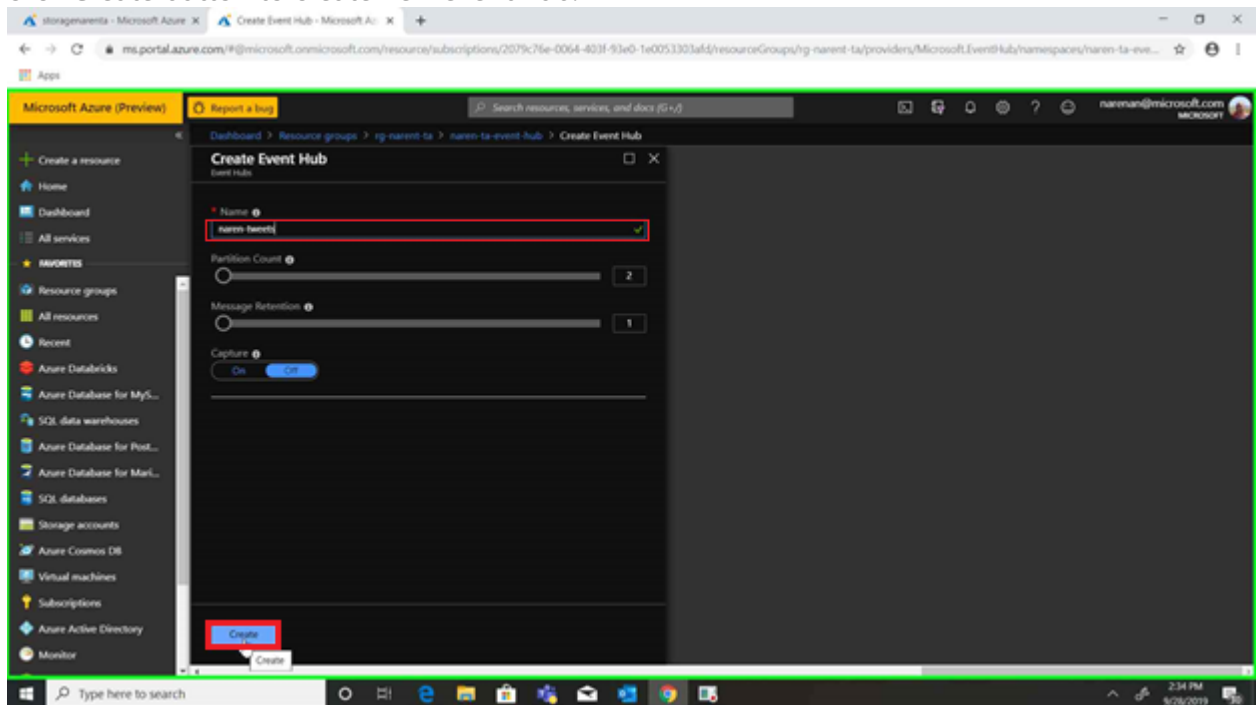 storagenarenta - Microsoft Azure
Create Event Hub - Microsoft Az
ms.portal.azure.com/#@microsoft.onmicrosoft.com/resource/subscriptions/2079c76e-0064-403f-93e0-1e0053303afd/resourceGroups/rg-narent-ta/providers/Microsoft.EventHub/namespaces/naren-ta-eve...
Apps
Microsoft Azure (Preview)
Report a bug
Search resources, services, and docs (G+/)
narenan@microsoft.com
MICROSOFT
Dashboard > Resource groups > rg-narent-ta > naren-ta-event-hub > Create Event Hub
Create a resource
Home
Dashboard
All services
FAVORITES
Resource groups
All resources
Recent
Azure Databricks
Azure Database for MyS...
SQL data warehouses
Azure Database for Post...
Azure Database for Mari...
SQL databases
Storage accounts
Azure Cosmos DB
Virtual machines
Subscriptions
Azure Active Directory
Monitor
Create Event Hub
Event Hubs
* Name
naren-tweets
Partition Count
2
Message Retention
1
Capture
On Off
Create
Create
Type here to search
2:34 PM
9/28/2019